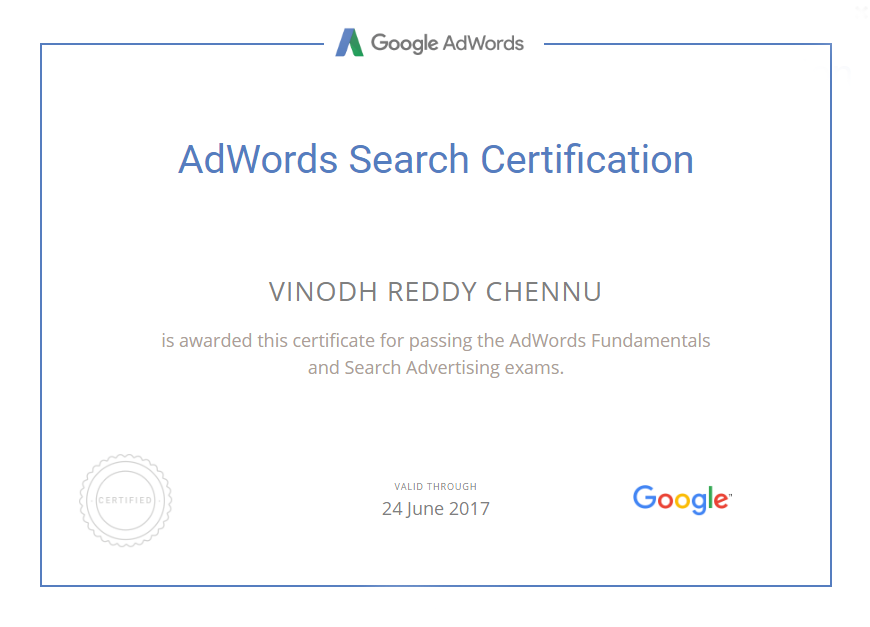 Google AdWords
AdWords Search Certification
VINODH REDDY CHENNU
is awarded this certificate for passing the AdWords Fundamentals
and Search Advertising exams.
CERTIFIED
VALID THROUGH
24 June 2017
Google™